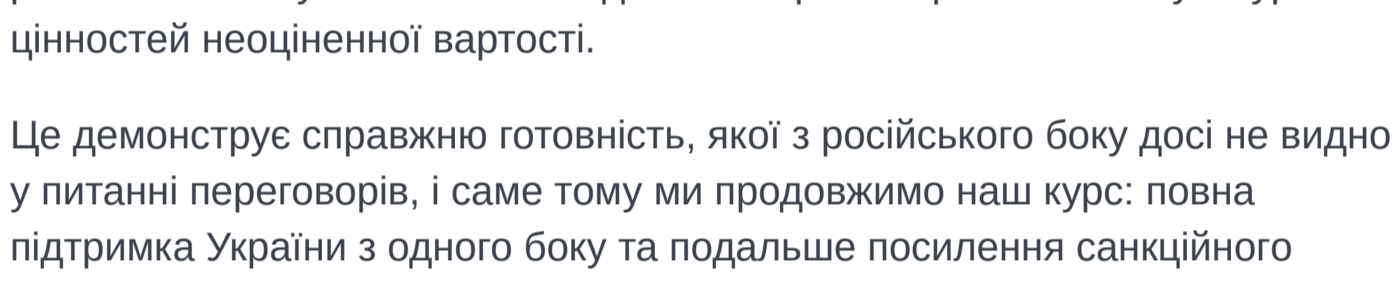 цінностей неоціненної вартості.
Це демонструє справжню готовність, якої з російського боку досі не видно
у питанні переговорів, і саме тому ми продовжимо наш курс: повна
підтримка України з одного боку та подальше посилення санкційного